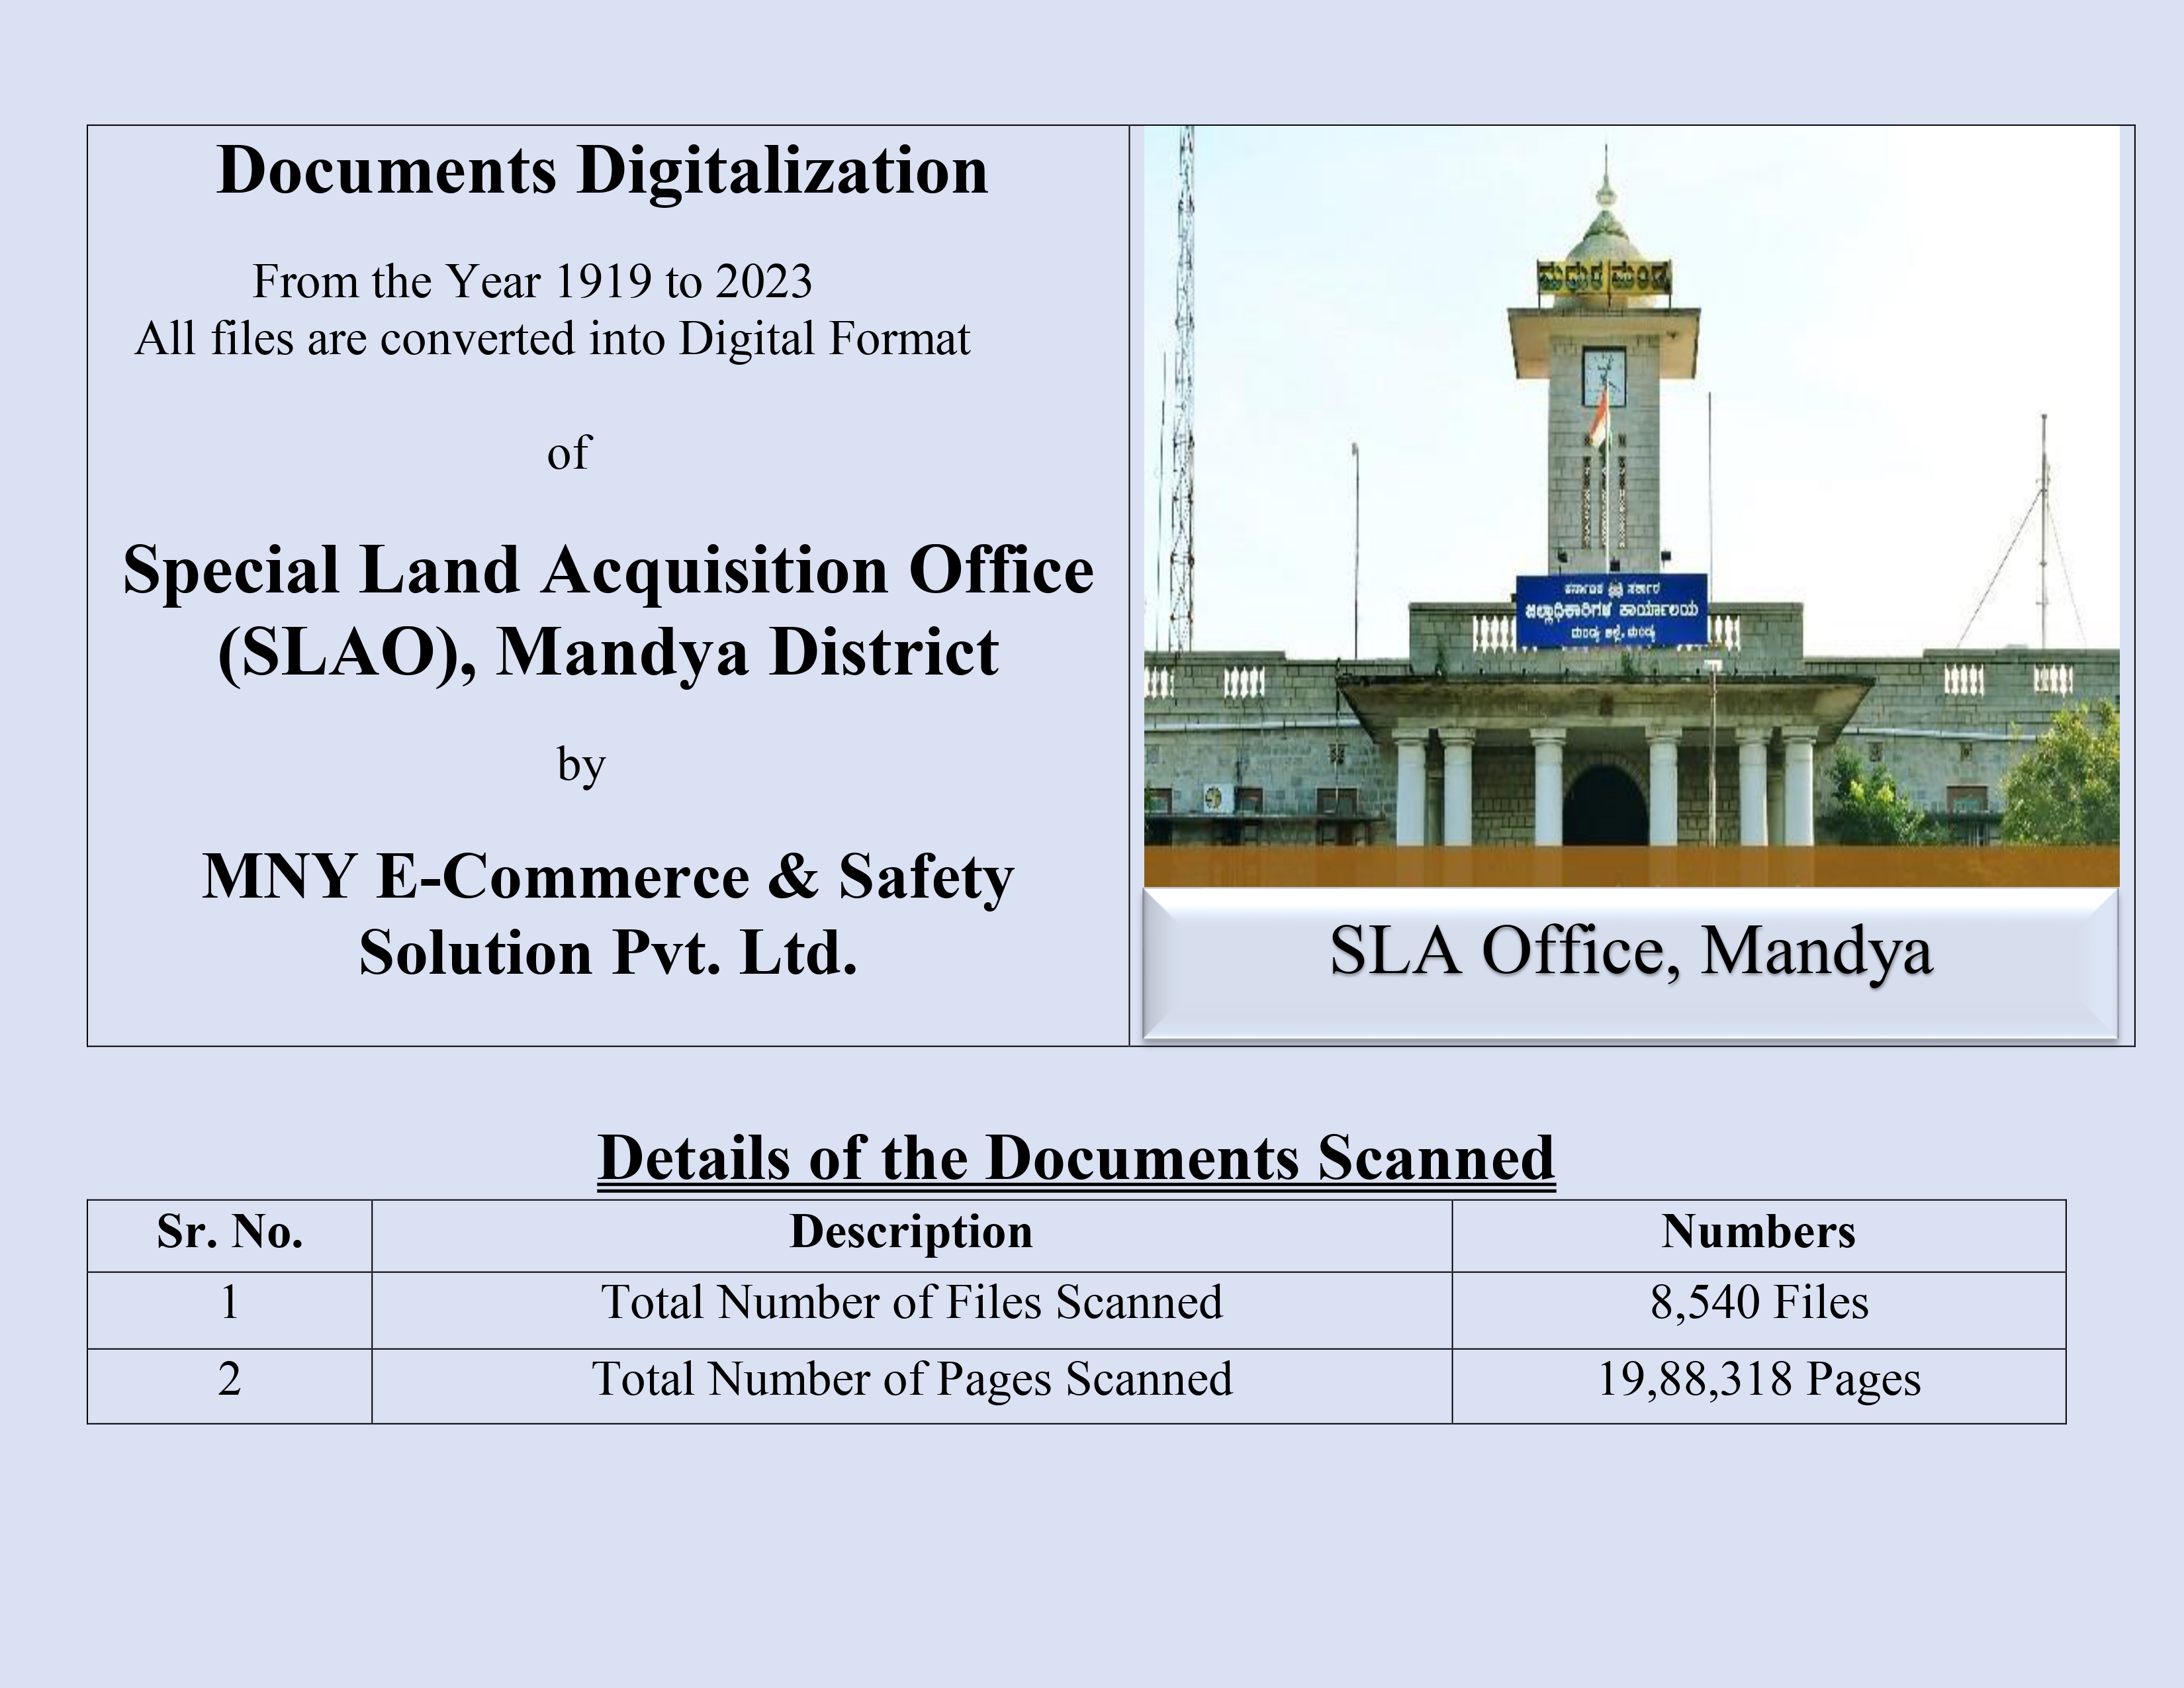 Documents Digitalization
From the Year 1919 to 2023
All files are converted into Digital Format
of
Special Land Acquisition Office
(SLAO), Mandya District
by
MNY E-Commerce & Safety
Solution Pvt. Ltd.
ಮಧುರ ಮಂಡ್ಯ
ಕರ್ನಾಟಕ ಸರ್ಕಾರ
ಜಿಲ್ಲಾಧಿಕಾರಿಗಳ ಕಾರ್ಯಾಲಯ
ಮಂಡ್ಯ ಜಿಲ್ಲೆ, ಮಂಡ್ಯ
SLA Office, Mandya
Details of the Documents Scanned
Sr. No. Description Numbers
1 Total Number of Files Scanned 8,540 Files
2 Total Number of Pages Scanned 19,88,318 Pages